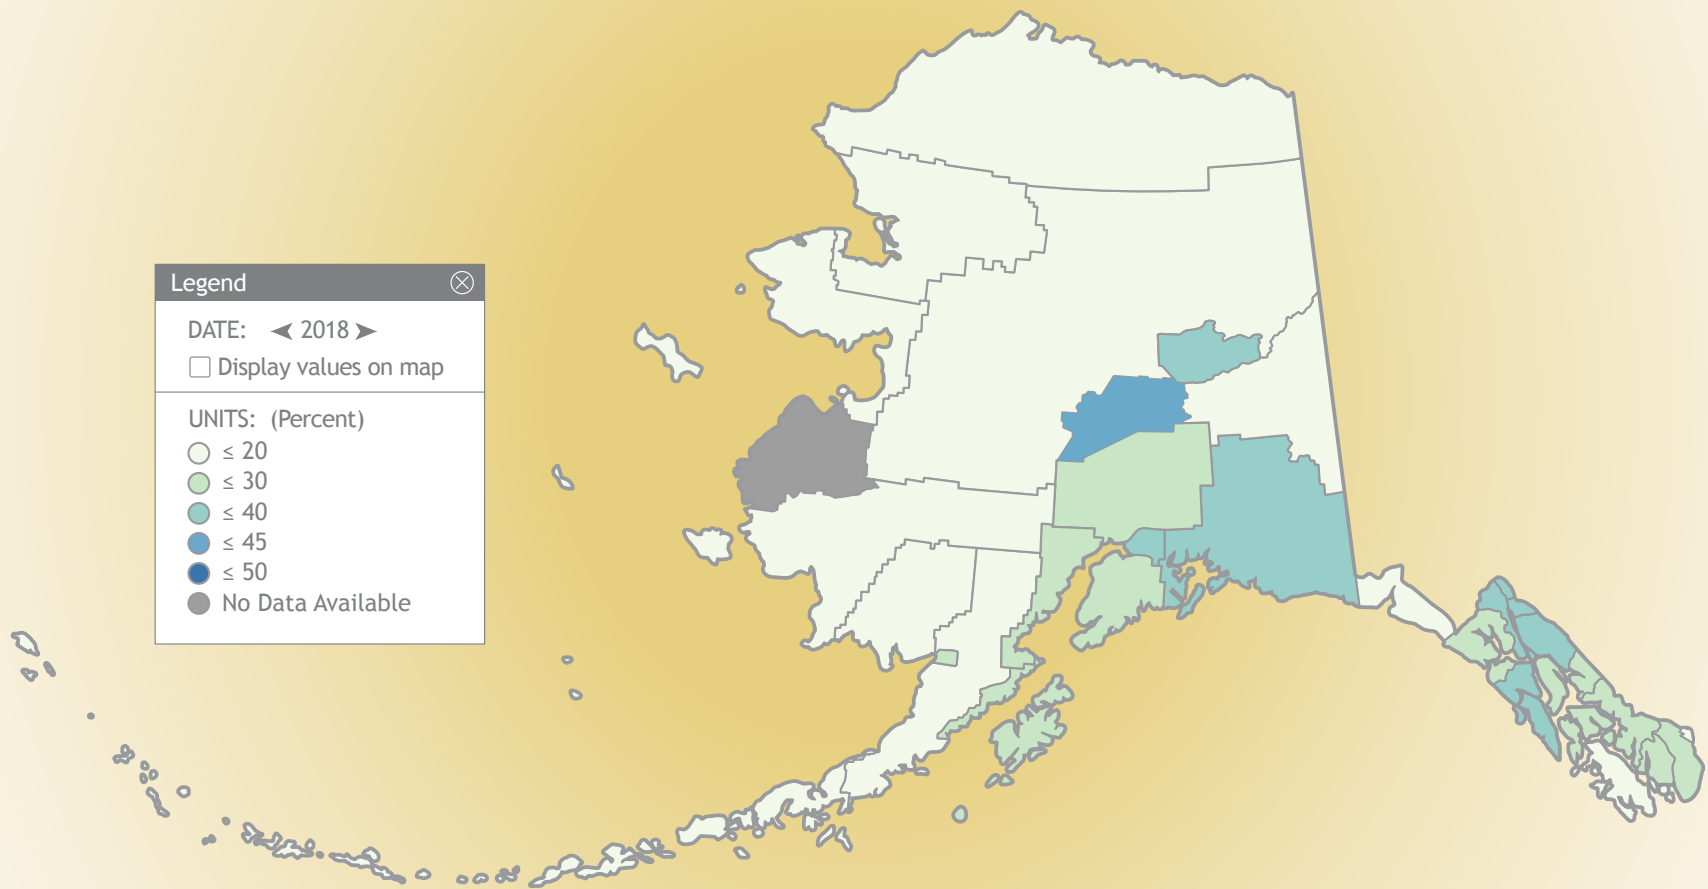 Legend
DATE: 2018
Display values on map
UNITS: (Percent)
≤ 20
≤ 30
≤ 40
≤ 45
≤ 50
No Data Available